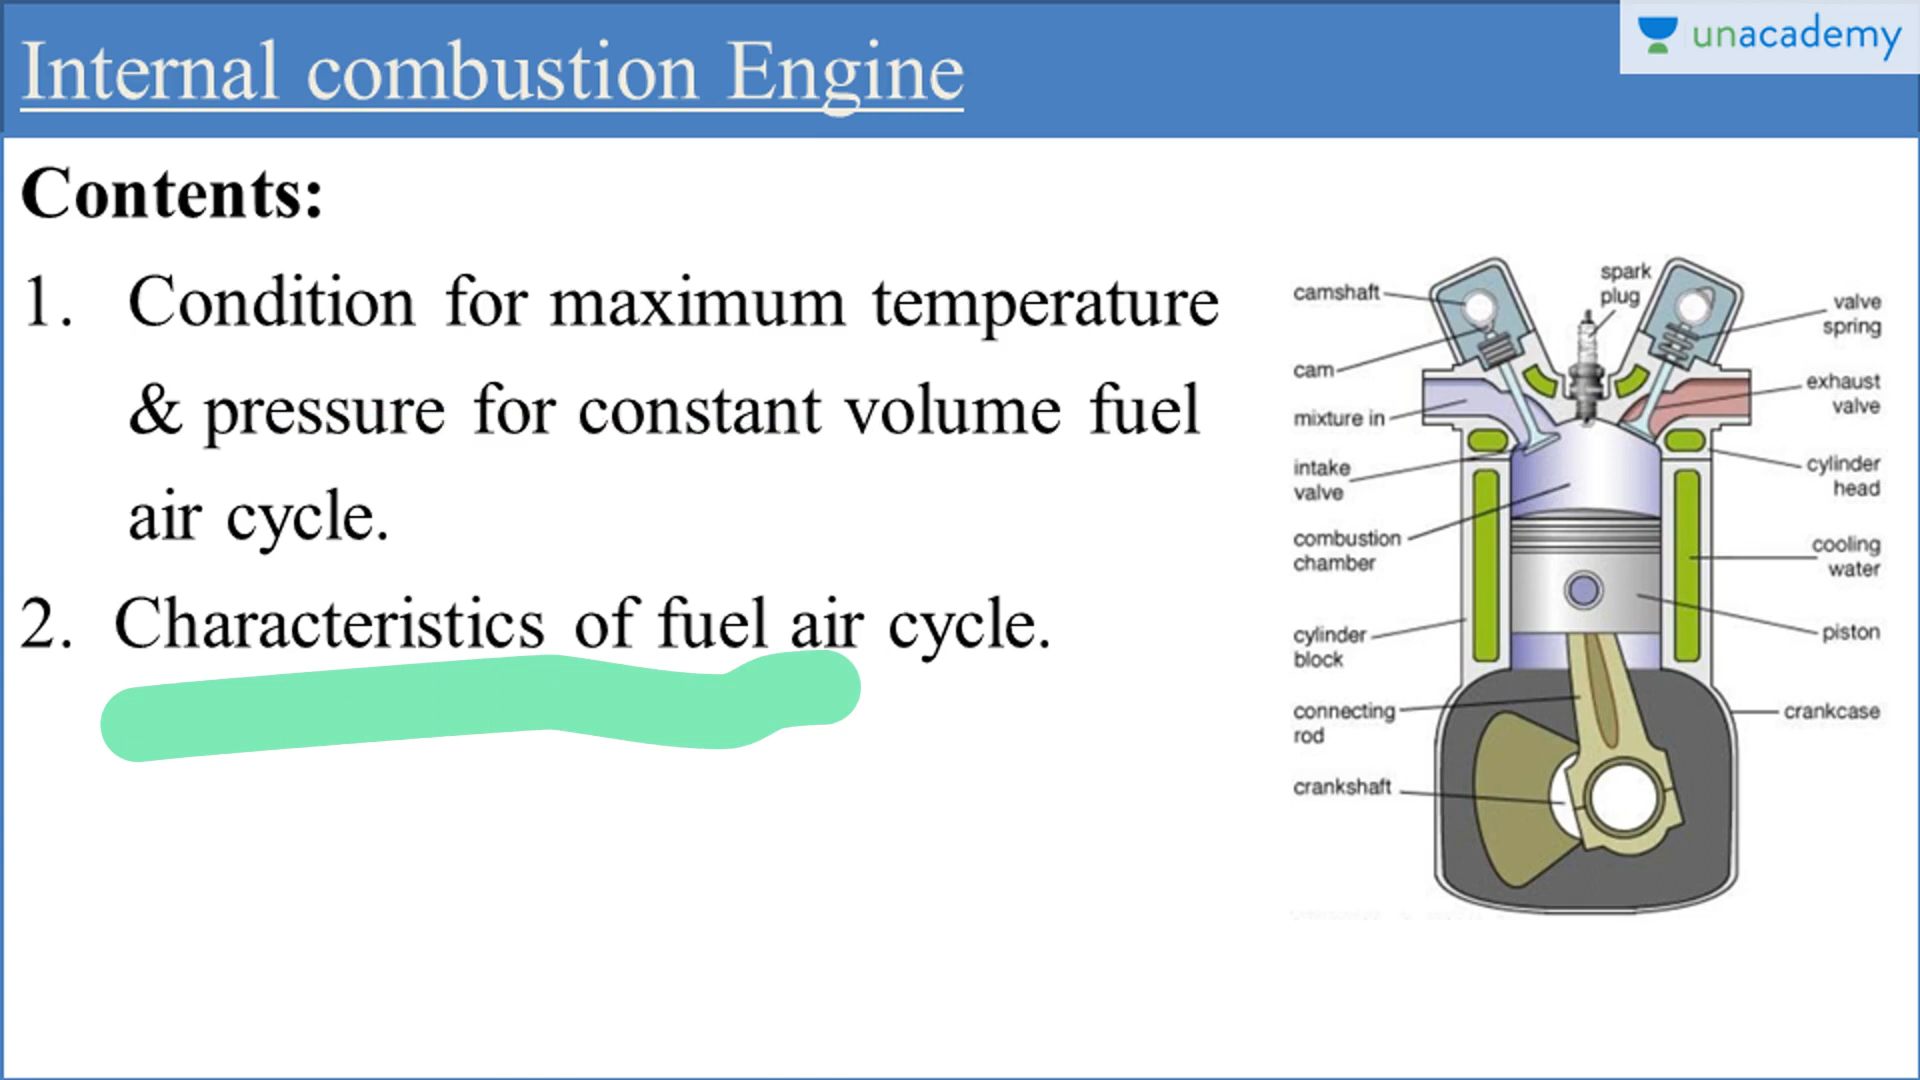 Internal combustion Engine
unacademy
Contents:
1. Condition for maximum temperature
& pressure for constant volume fuel
air cycle.
2. Characteristics of fuel air cycle.
camshaft
cam
mixture in
intake
valve
combustion
chamber
cylinder
block
connecting
rod
crankshaft
spark
plug
valve
spring
exhaust
valve
cylinder
head
cooling
water
piston
crankcase